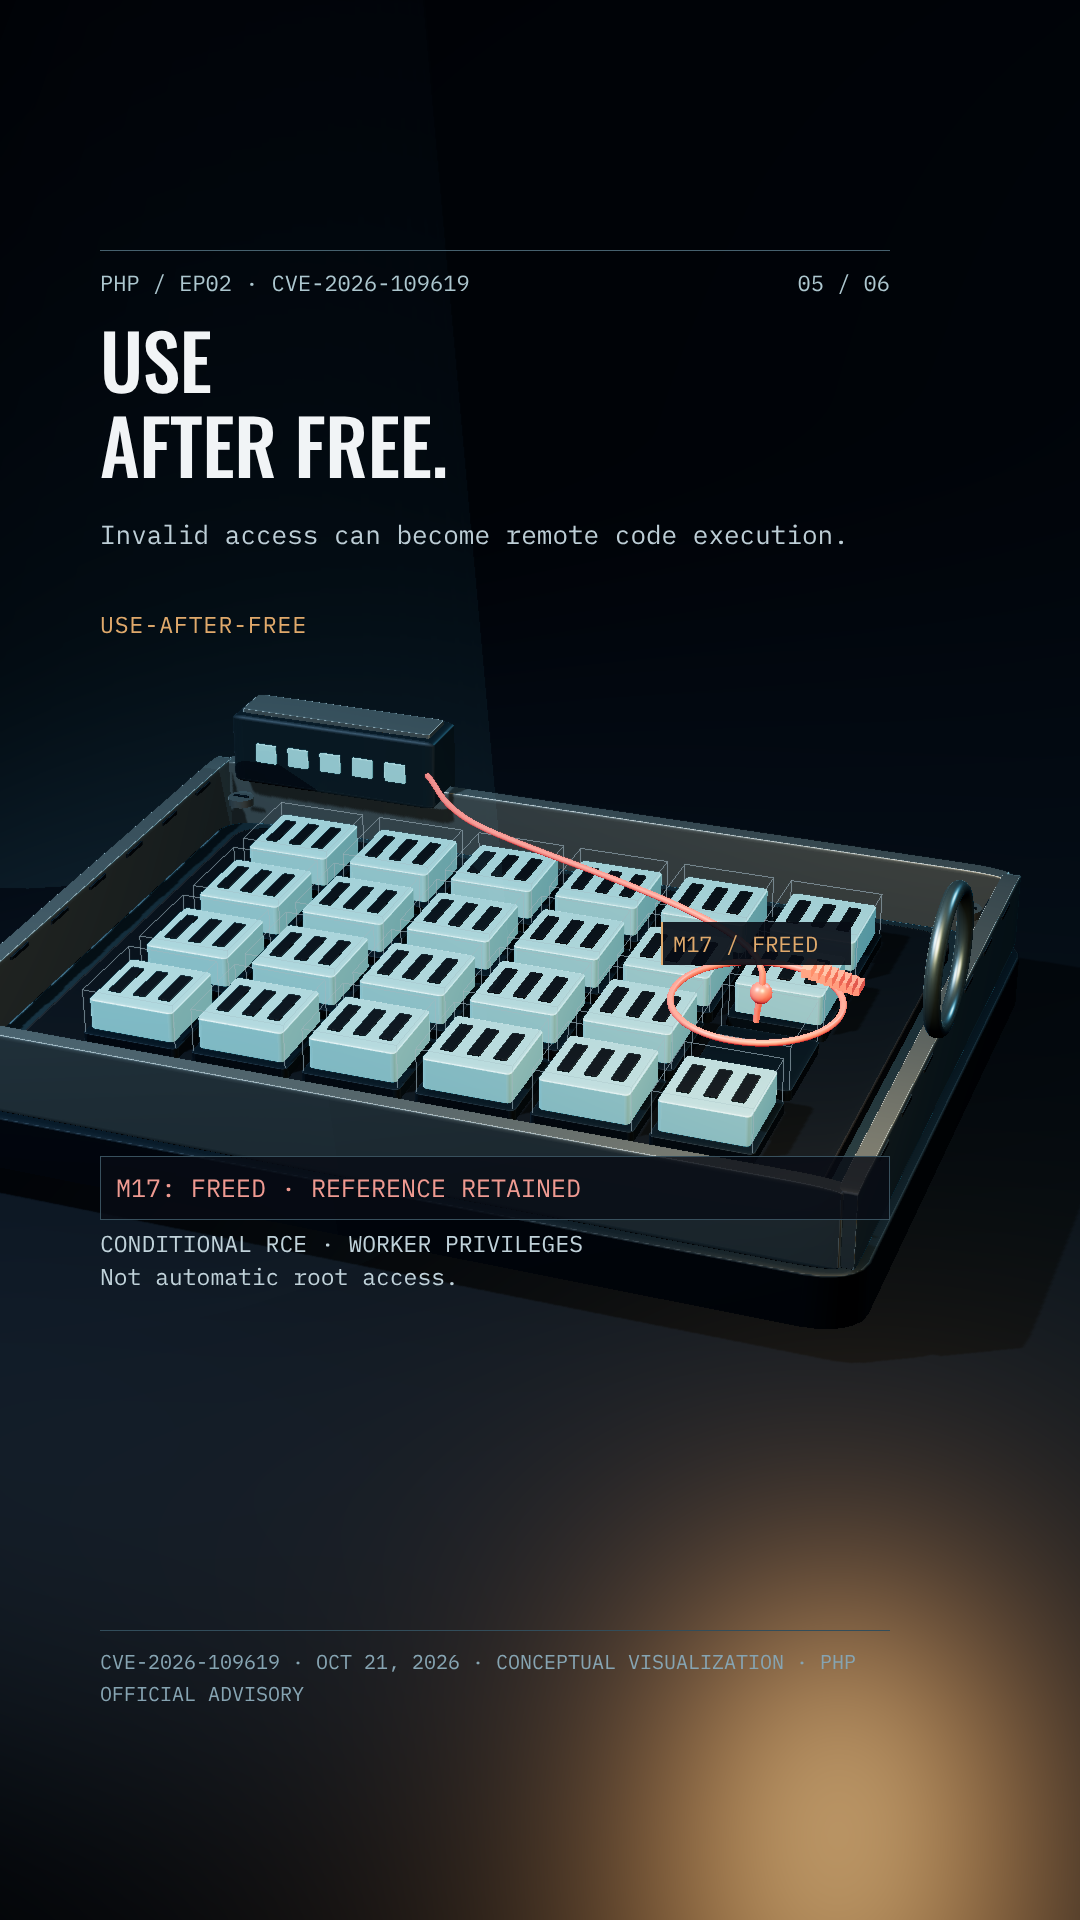 PHP / EP02 · CVE-2026-109619
05 / 06
USE
AFTER FREE.
Invalid access can become remote code execution.
USE-AFTER-FREE
M17 / FREED
M17: FREED · REFERENCE RETAINED
CONDITIONAL RCE · WORKER PRIVILEGES
Not automatic root access.
CVE-2026-109619 · OCT 21, 2026 · CONCEPTUAL VISUALIZATION · PHP
OFFICIAL ADVISORY